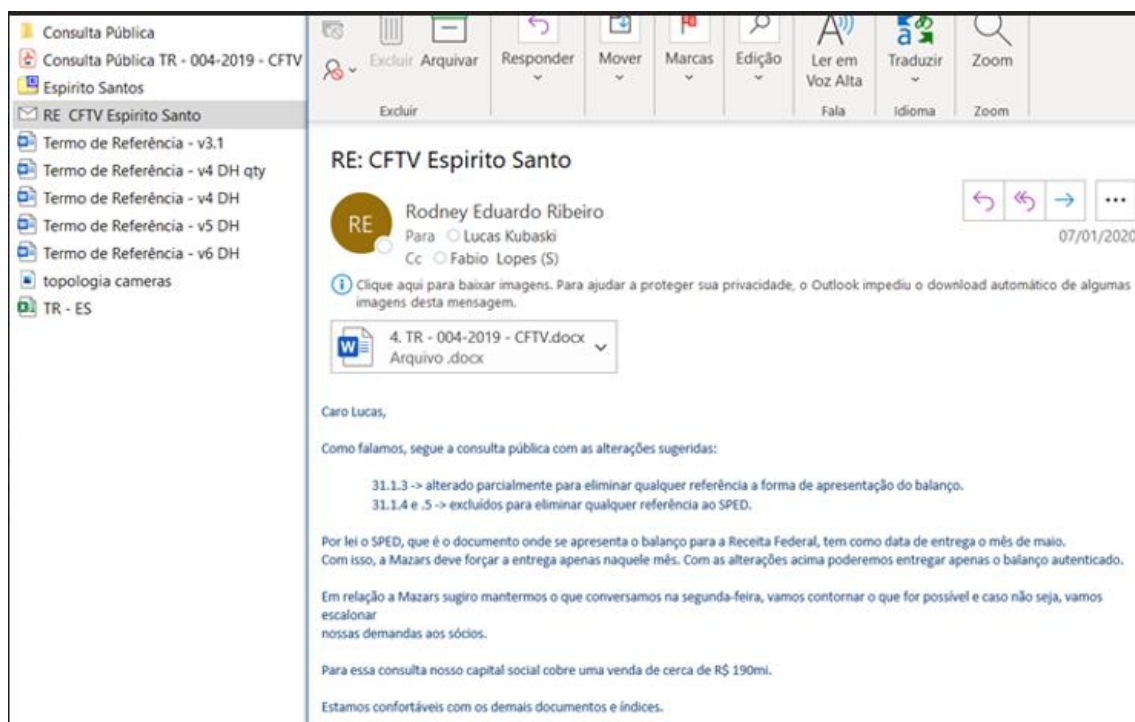 Consulta Pública
Consulta Pública TR - 004-2019 - CFTV
Espirito Santos
RE CFTV Espirito Santo
Termo de Referência - v3.1
Termo de Referência - v4 DH qty
Termo de Referência - v4 DH
Termo de Referência - v5 DH
Termo de Referência - v6 DH
topologia cameras
TR - ES
Excluir Arquivar
Responder
Mover
Marcas
Edição
Ler em
Voz Alta
Traduzir
Zoom
Excluir
Fala
Idioma
Zoom
RE: CFTV Espirito Santo
RE
Rodney Eduardo Ribeiro
Para Lucas Kubaski
Cc Fabio Lopes (S)
07/01/2020
Clique aqui para baixar imagens. Para ajudar a proteger sua privacidade, o Outlook impediu o download automático de algumas
imagens desta mensagem.
4. TR - 004-2019 - CFTV.docx
Arquivo .docx
Caro Lucas,
Como falamos, segue a consulta pública com as alterações sugeridas:
31.1.3 -> alterado parcialmente para eliminar qualquer referência a forma de apresentação do balanço.
31.1.4 e .5 -> excluídos para eliminar qualquer referência ao SPED.
Por lei o SPED, que é o documento onde se apresenta o balanço para a Receita Federal, tem como data de entrega o mês de maio.
Com isso, a Mazars deve forçar a entrega apenas naquele mês. Com as alterações acima poderemos entregar apenas o balanço autenticado.
Em relação a Mazars sugiro mantermos o que conversamos na segunda-feira, vamos contornar o que for possível e caso não seja, vamos
escalonar
nossas demandas aos sócios.
Para essa consulta nosso capital social cobre uma venda de cerca de R$ 190mi.
Estamos confortáveis com os demais documentos e índices.